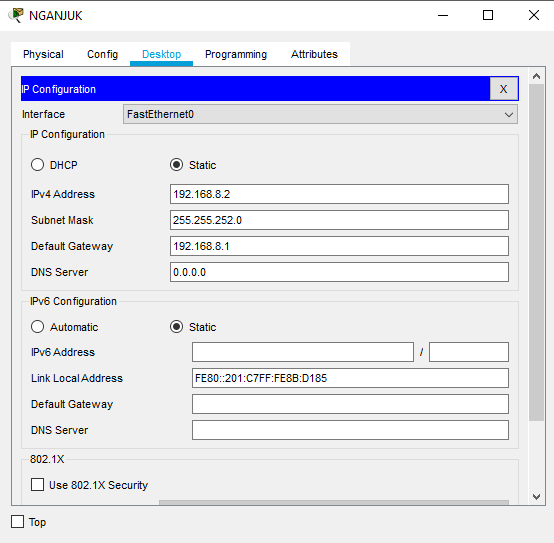 NGANJUK
Physical Config Desktop Programming Attributes
IP Configuration X
Interface FastEthernet0
IP Configuration
DHCP Static
IPv4 Address 192.168.8.2
Subnet Mask 255.255.252.0
Default Gateway 192.168.8.1
DNS Server 0.0.0.0
IPv6 Configuration
Automatic Static
IPv6 Address /
Link Local Address FE80::201:C7FF:FE8B:D185
Default Gateway
DNS Server
802.1X
Use 802.1X Security
Top